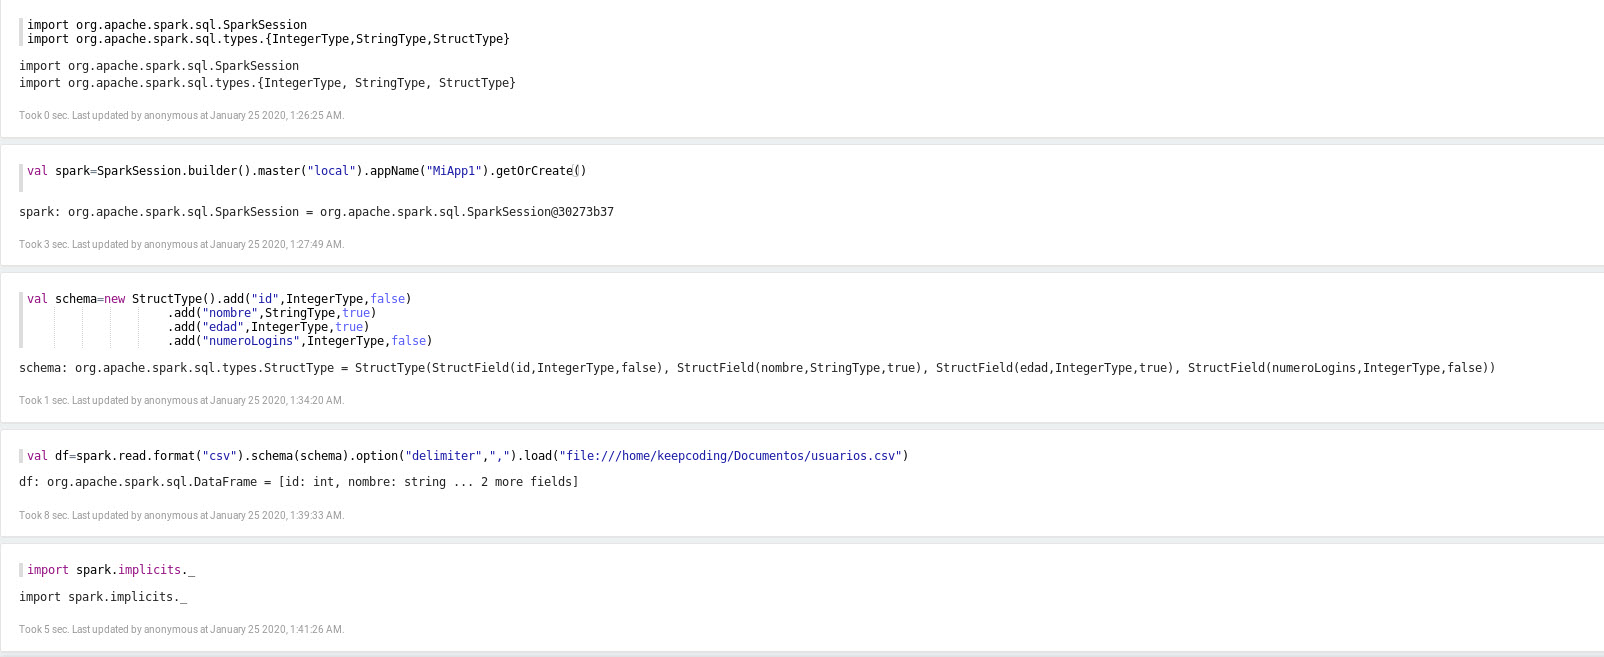 import org.apache.spark.sql.SparkSession
import org.apache.spark.sql.types.{IntegerType,StringType,StructType}
import org.apache.spark.sql.SparkSession
import org.apache.spark.sql.types.{IntegerType, StringType, StructType}
Took 0 sec. Last updated by anonymous at January 25 2020, 1:26:25 AM.
val spark=SparkSession.builder().master("local").appName("MiApp1").getOrCreate()
spark: org.apache.spark.sql.SparkSession = org.apache.spark.sql.SparkSession@30273b37
Took 3 sec. Last updated by anonymous at January 25 2020, 1:27:49 AM.
val schema=new StructType().add("id",IntegerType,false)
.add("nombre",StringType,true)
.add("edad",IntegerType,true)
.add("numeroLogins",IntegerType,false)
schema: org.apache.spark.sql.types.StructType = StructType(StructField(id,IntegerType,false), StructField(nombre,StringType,true), StructField(edad,IntegerType,true), StructField(numeroLogins,IntegerType,false))
Took 1 sec. Last updated by anonymous at January 25 2020, 1:34:20 AM.
val df=spark.read.format("csv").schema(schema).option("delimiter",",").load("file:///home/keepcoding/Documentos/usuarios.csv")
df: org.apache.spark.sql.DataFrame = [id: int, nombre: string ... 2 more fields]
Took 8 sec. Last updated by anonymous at January 25 2020, 1:39:33 AM.
import spark.implicits._
import spark.implicits._
Took 5 sec. Last updated by anonymous at January 25 2020, 1:41:26 AM.